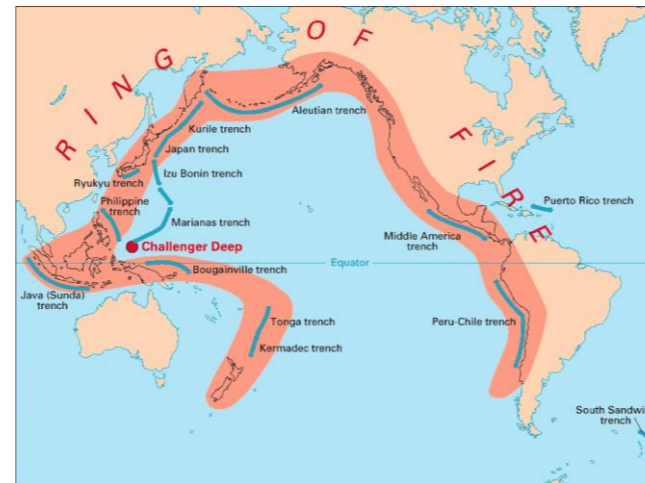 RING OF FIRE
Aleutian trench
Kurile trench
Japan trench
Izu Bonin trench
Ryukyu trench
Philippine
trench
Marianas trench
Challenger Deep
Puerto Rico trench
Middle America
trench
Equator
Bougainville trench
Java (Sunda)
trench
Tonga trench
Kermadec trench
Peru-Chile trench
South Sandwi
trench